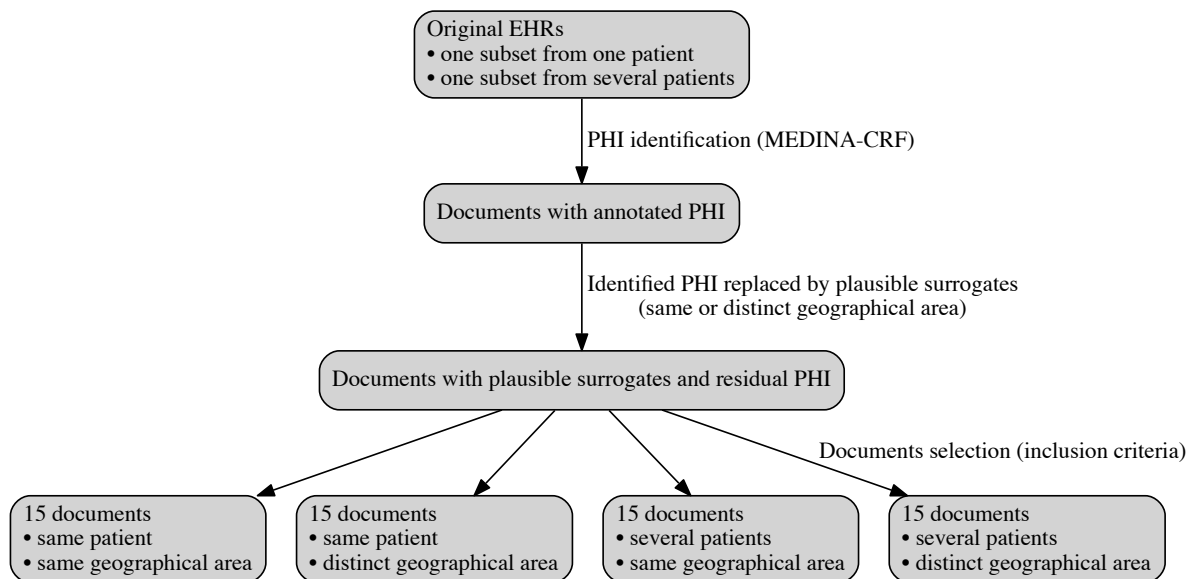 Original EHRs
• one subset from one patient
• one subset from several patients
PHI identification (MEDINA-CRF)
Documents with annotated PHI
Identified PHI replaced by plausible surrogates
(same or distinct geographical area)
Documents with plausible surrogates and residual PHI
Documents selection (inclusion criteria)
15 documents
• same patient
• same geographical area
15 documents
• same patient
• distinct geographical area
15 documents
• several patients
• same geographical area
15 documents
• several patients
• distinct geographical area